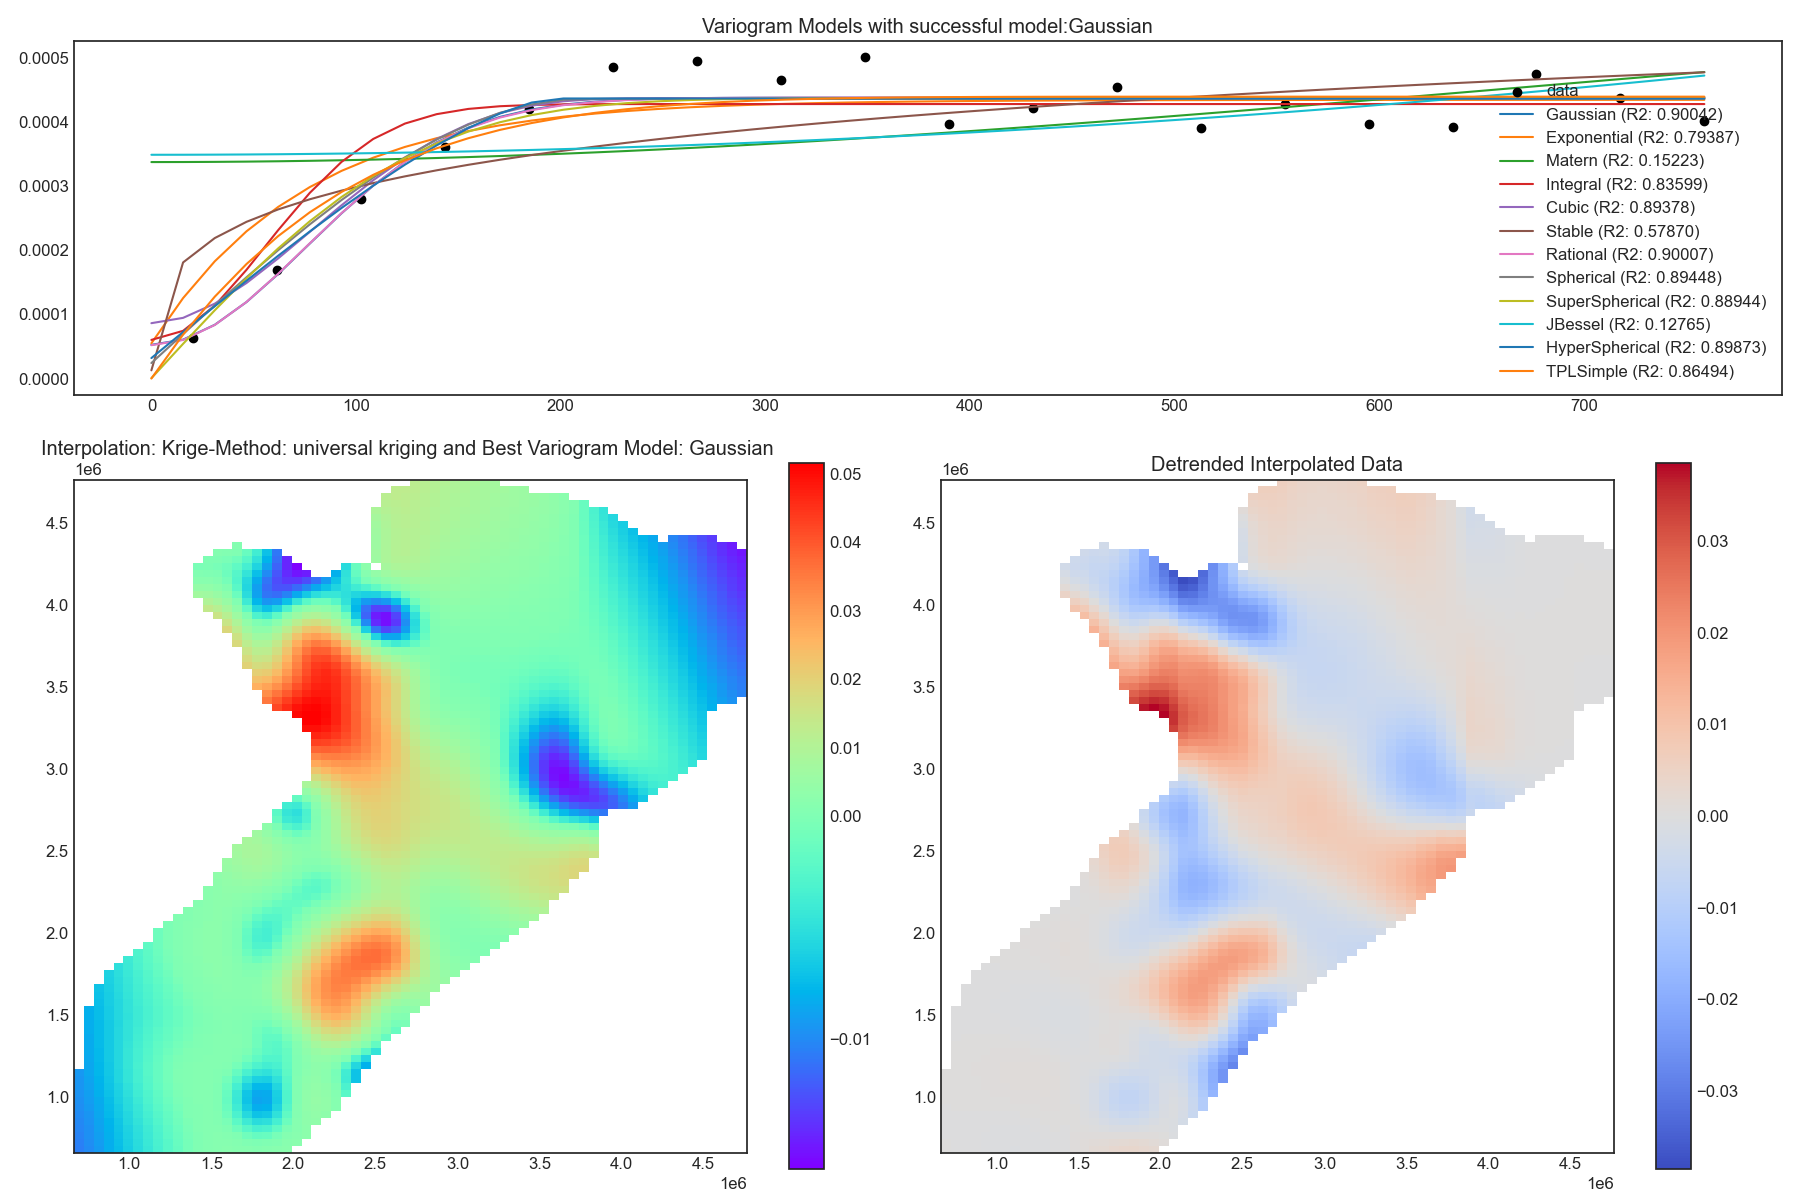 Variogram Models with successful model:Gaussian
0.0005
0.0004
0.0003
0.0002
0.0001
0.0000
data
Gaussian (R2: 0.90042)
Exponential (R2: 0.79387)
Matern (R2: 0.15223)
Integral (R2: 0.83599)
Cubic (R2: 0.89378)
Stable (R2: 0.57870)
Rational (R2: 0.90007)
Spherical (R2: 0.89448)
SuperSpherical (R2: 0.88944)
JBessel (R2: 0.12765)
HyperSpherical (R2: 0.89873)
TPLSimple (R2: 0.86494)
0 100 200 300 400 500 600 700
Interpolation: Krige-Method: universal kriging and Best Variogram Model: Gaussian
1e6
4.5
4.0
3.5
3.0
2.5
2.0
1.5
1.0
1.0 1.5 2.0 2.5 3.0 3.5 4.0 4.5
1e6
0.05
0.04
0.03
0.02
0.01
0.00
−0.01
Detrended Interpolated Data
1e6
4.5
4.0
3.5
3.0
2.5
2.0
1.5
1.0
1.0 1.5 2.0 2.5 3.0 3.5 4.0 4.5
1e6
0.03
0.02
0.01
0.00
−0.01
−0.02
−0.03